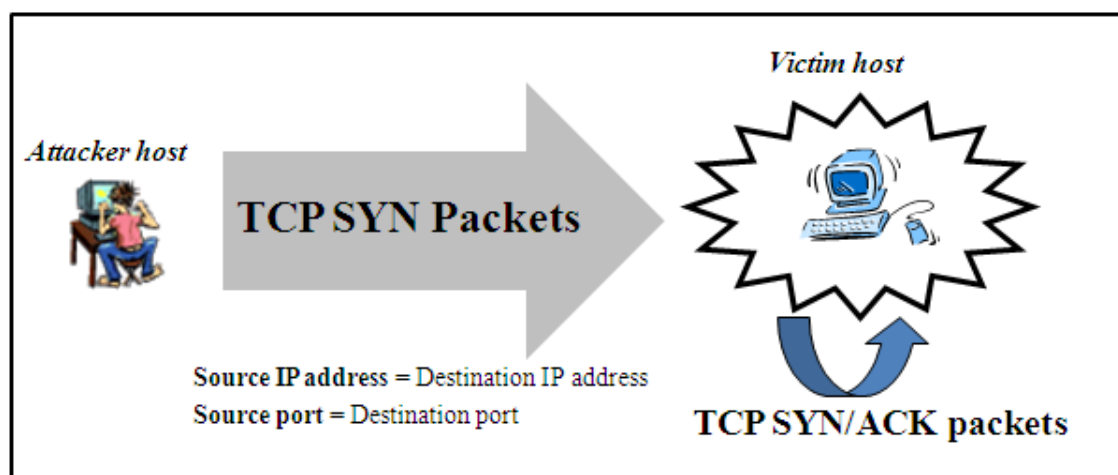 Victim host
Attacker host
TCP SYN Packets
Source IP address = Destination IP address
Source port = Destination port
TCP SYN/ACK packets